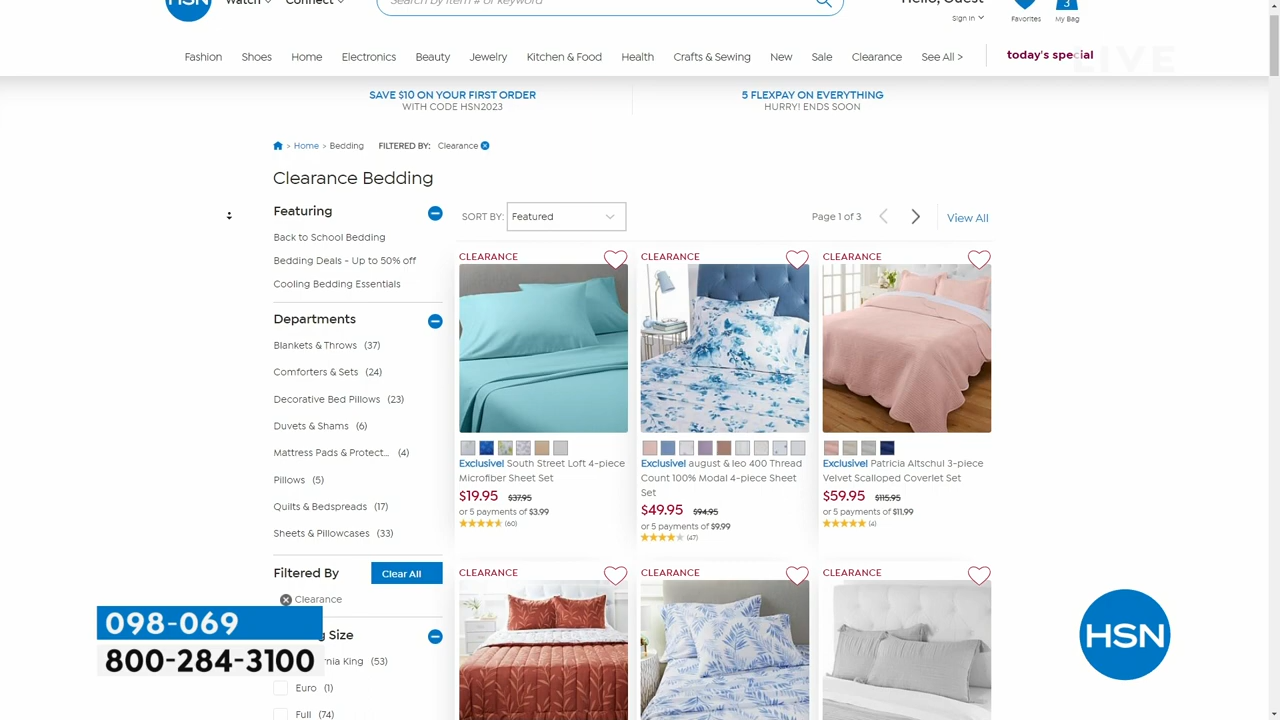 HSN
Watch
Connect
Search by item # or keyword
Hello, Guest
Sign In
Favorites
3
My Bag
Fashion
Shoes
Home
Electronics
Beauty
Jewelry
Kitchen & Food
Health
Crafts & Sewing
New
Sale
Clearance
See All >
today's special
LIVE
SAVE $10 ON YOUR FIRST ORDER
WITH CODE HSN2023
5 FLEXPAY ON EVERYTHING
HURRY! ENDS SOON
> Home > Bedding FILTERED BY: Clearance
Clearance Bedding
Featuring
Back to School Bedding
Bedding Deals - Up to 50% off
Cooling Bedding Essentials
Departments
Blankets & Throws (37)
Comforters & Sets (24)
Decorative Bed Pillows (23)
Duvets & Shams (6)
Mattress Pads & Protect... (4)
Pillows (5)
Quilts & Bedspreads (17)
Sheets & Pillowcases (33)
Filtered By
Clear All
Clearance
Size
King (53)
Euro (1)
Full (74)
SORT BY: Featured
Page 1 of 3
View All
CLEARANCE
Exclusive! South Street Loft 4-piece
Microfiber Sheet Set
$19.95 $37.95
or 5 payments of $3.99
(60)
CLEARANCE
Exclusive! august & leo 400 Thread
Count 100% Modal 4-piece Sheet
Set
$49.95 $94.95
or 5 payments of $9.99
(47)
CLEARANCE
Exclusive! Patricia Altschul 3-piece
Velvet Scalloped Coverlet Set
$59.95 $115.95
or 5 payments of $11.99
(4)
CLEARANCE
CLEARANCE
CLEARANCE
098-069
800-284-3100
HSN